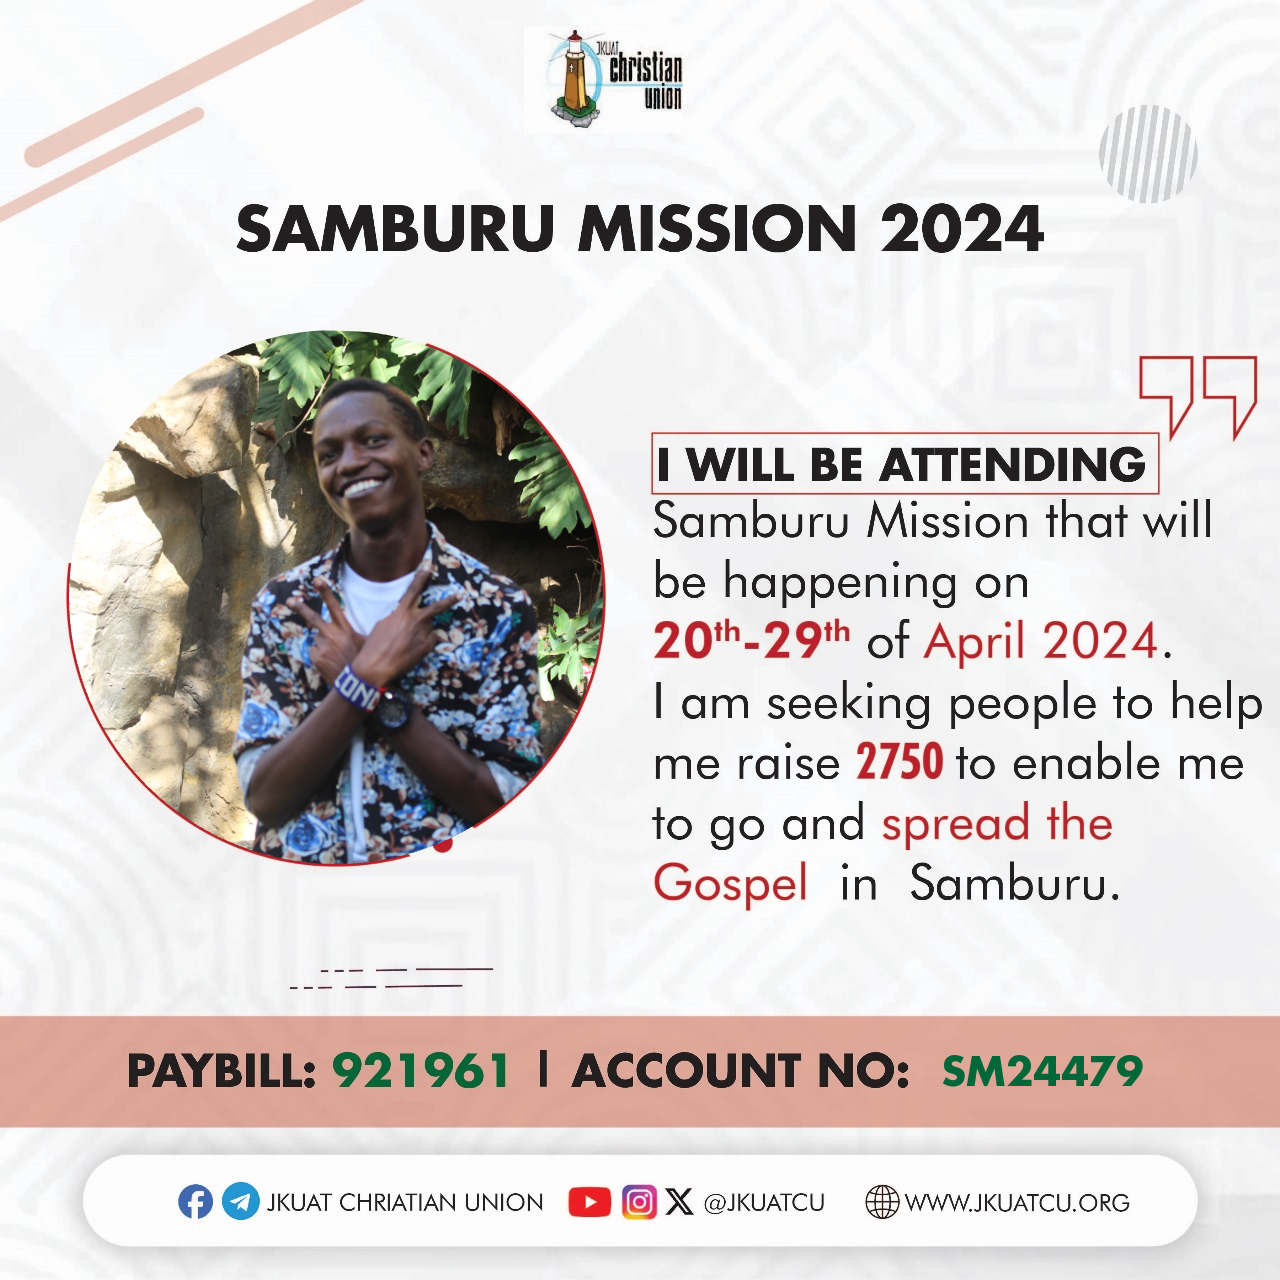 JKUAT
christian
union
SAMBURU MISSION 2024
I WILL BE ATTENDING
Samburu Mission that will
be happening on
20th-29th of April 2024.
I am seeking people to help
me raise 2750 to enable me
to go and spread the
Gospel in Samburu.
PAYBILL: 921961 | ACCOUNT NO: SM24479
JKUAT CHRIATIAN UNION @JKUATCU WWW.JKUATCU.ORG